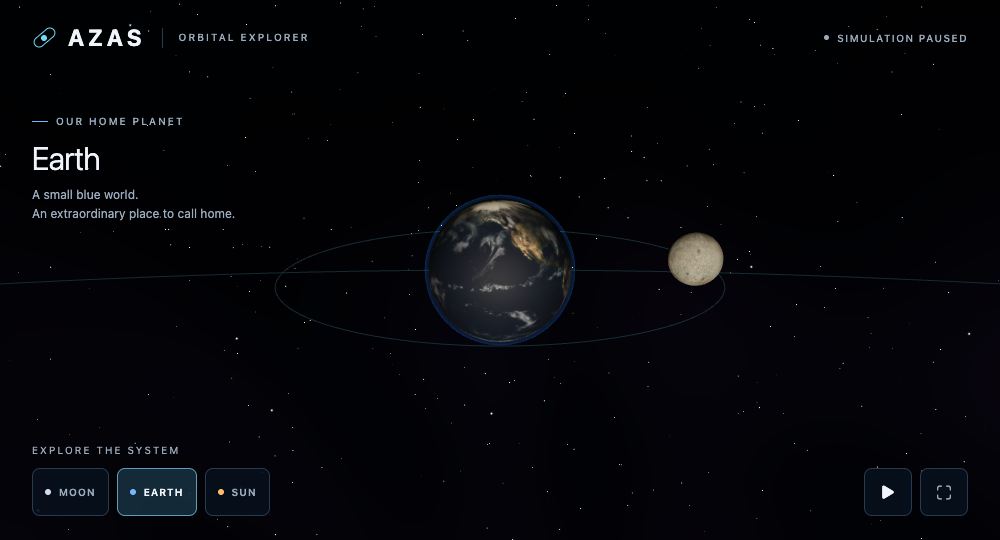 AZAS
ORBITAL EXPLORER
SIMULATION PAUSED
OUR HOME PLANET
Earth
A small blue world.
An extraordinary place to call home.
EXPLORE THE SYSTEM
MOON
EARTH
SUN